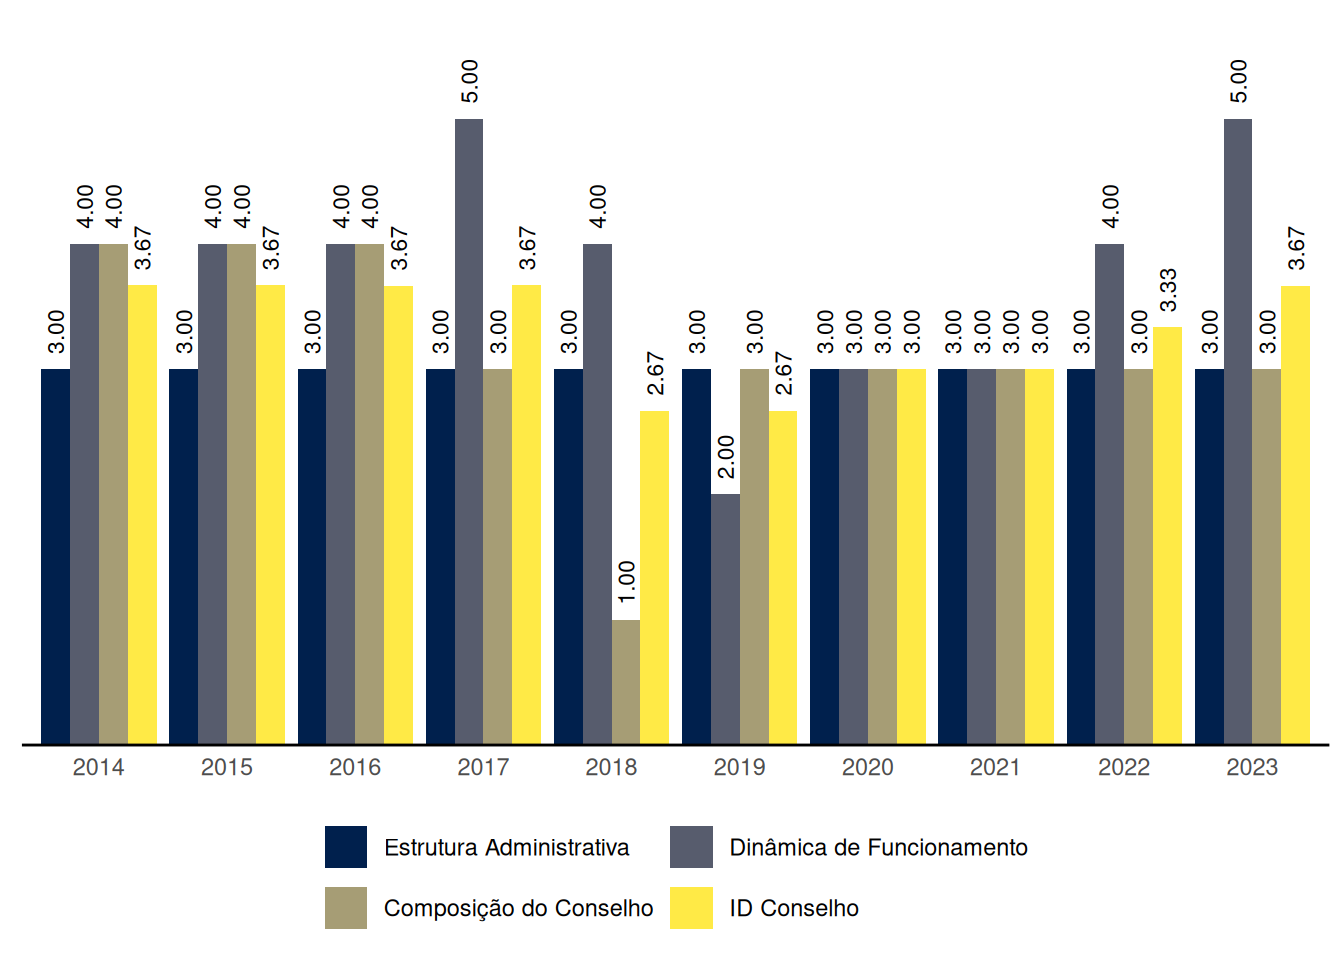 5.00 5.00
4.00 4.00 4.00 4.00 4.00 4.00 4.00 4.00
3.67 3.67 3.67 3.67 3.67
3.33
3.00 3.00 3.00 3.00 3.00 3.00 3.00 3.00 3.00 3.00 3.00 3.00 3.00 3.00 3.00 3.00 3.00 3.00 3.00 3.00
2.67 2.67
2.00
1.00
2014 2015 2016 2017 2018 2019 2020 2021 2022 2023
Estrutura Administrativa Dinâmica de Funcionamento
Composição do Conselho ID Conselho